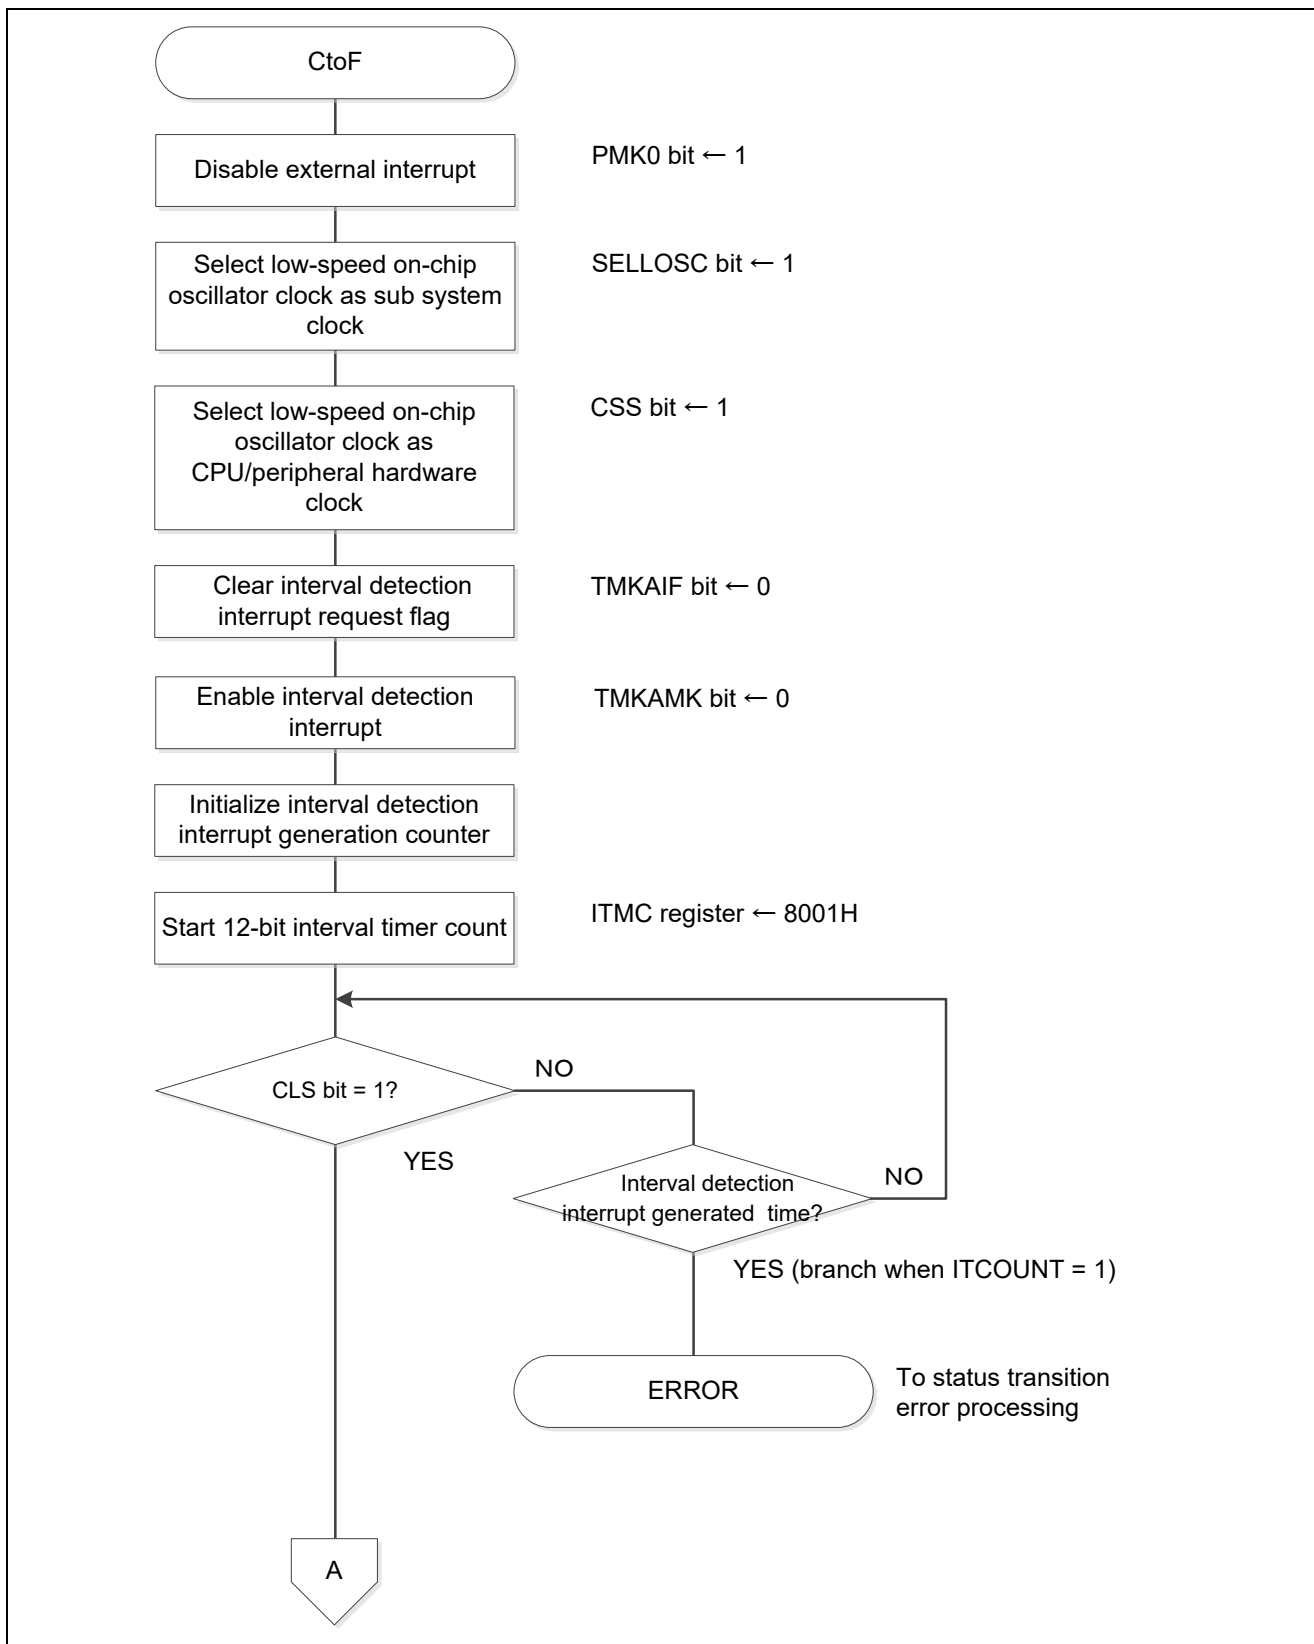 CtoF
Disable external interrupt
PMK0 bit ← 1
Select low-speed on-chip
oscillator clock as sub system
clock
SELLOSC bit ← 1
Select low-speed on-chip
oscillator clock as
CPU/peripheral hardware
clock
CSS bit ← 1
Clear interval detection
interrupt request flag
TMKAIF bit ← 0
Enable interval detection
interrupt
TMKAMK bit ← 0
Initialize interval detection
interrupt generation counter
Start 12-bit interval timer count
ITMC register ← 8001H
CLS bit = 1?
NO
YES
Interval detection
interrupt generated time?
NO
YES (branch when ITCOUNT = 1)
ERROR
To status transition
error processing
A